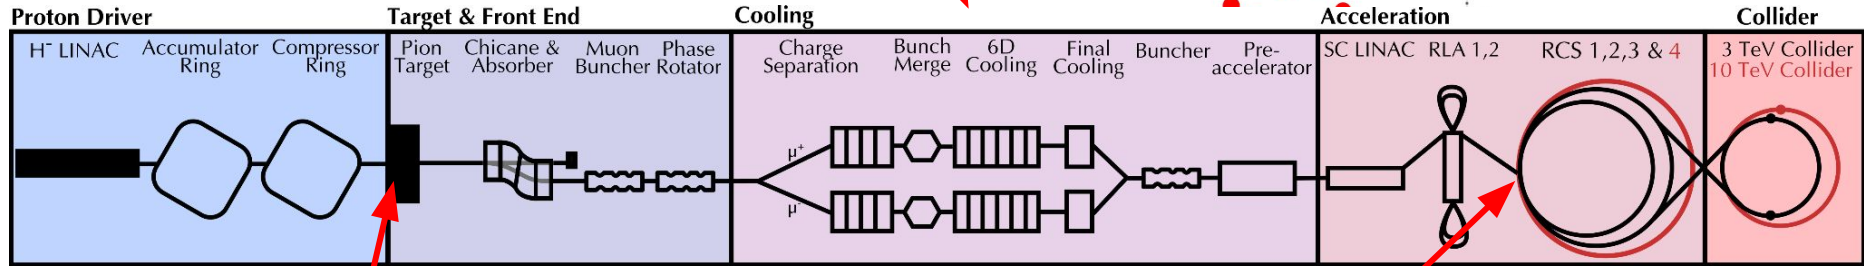 Proton Driver
Target & Front End
Cooling
Acceleration
Collider
H⁻ LINAC
Accumulator
Ring
Compressor
Ring
Pion
Target
Chicane &
Absorber
Muon
Buncher
Phase
Rotator
Charge
Separation
Bunch
Merge
6D
Cooling
Final
Cooling
Buncher
Pre-
accelerator
SC LINAC
RLA 1,2
RCS 1,2,3 & 4
3 TeV Collider
10 TeV Collider
μ⁺
μ⁻